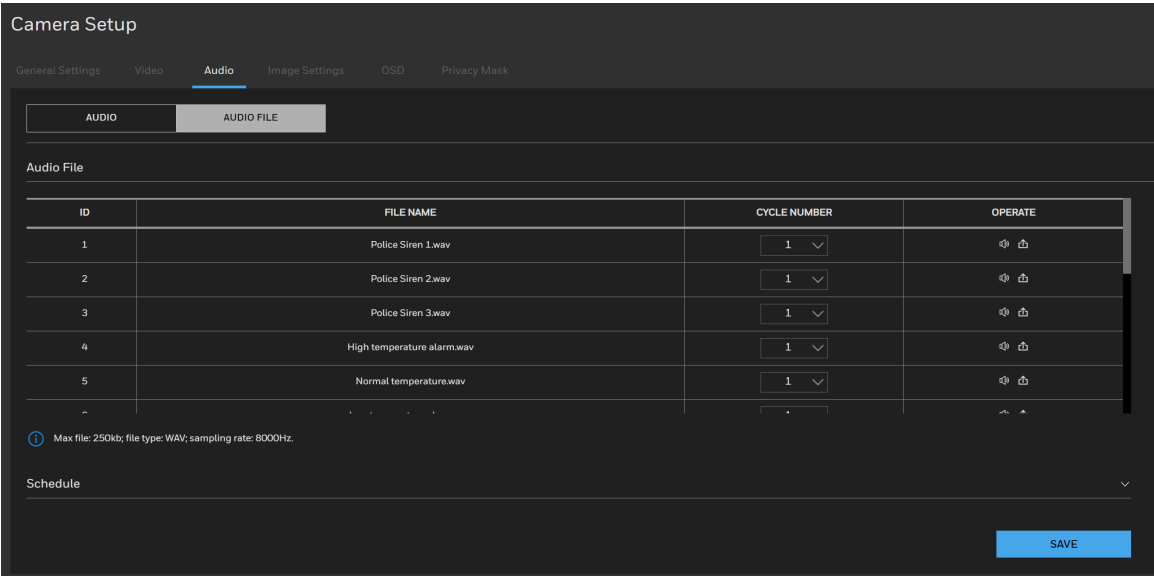 Camera Setup
General Settings Video Audio Image Settings OSD Privacy Mask
AUDIO AUDIO FILE
Audio File
ID FILE NAME CYCLE NUMBER OPERATE
1 Police Siren 1.wav 1
2 Police Siren 2.wav 1
3 Police Siren 3.wav 1
4 High temperature alarm.wav 1
5 Normal temperature.wav 1
Max file: 250kb; file type: WAV; sampling rate: 8000Hz.
Schedule
SAVE